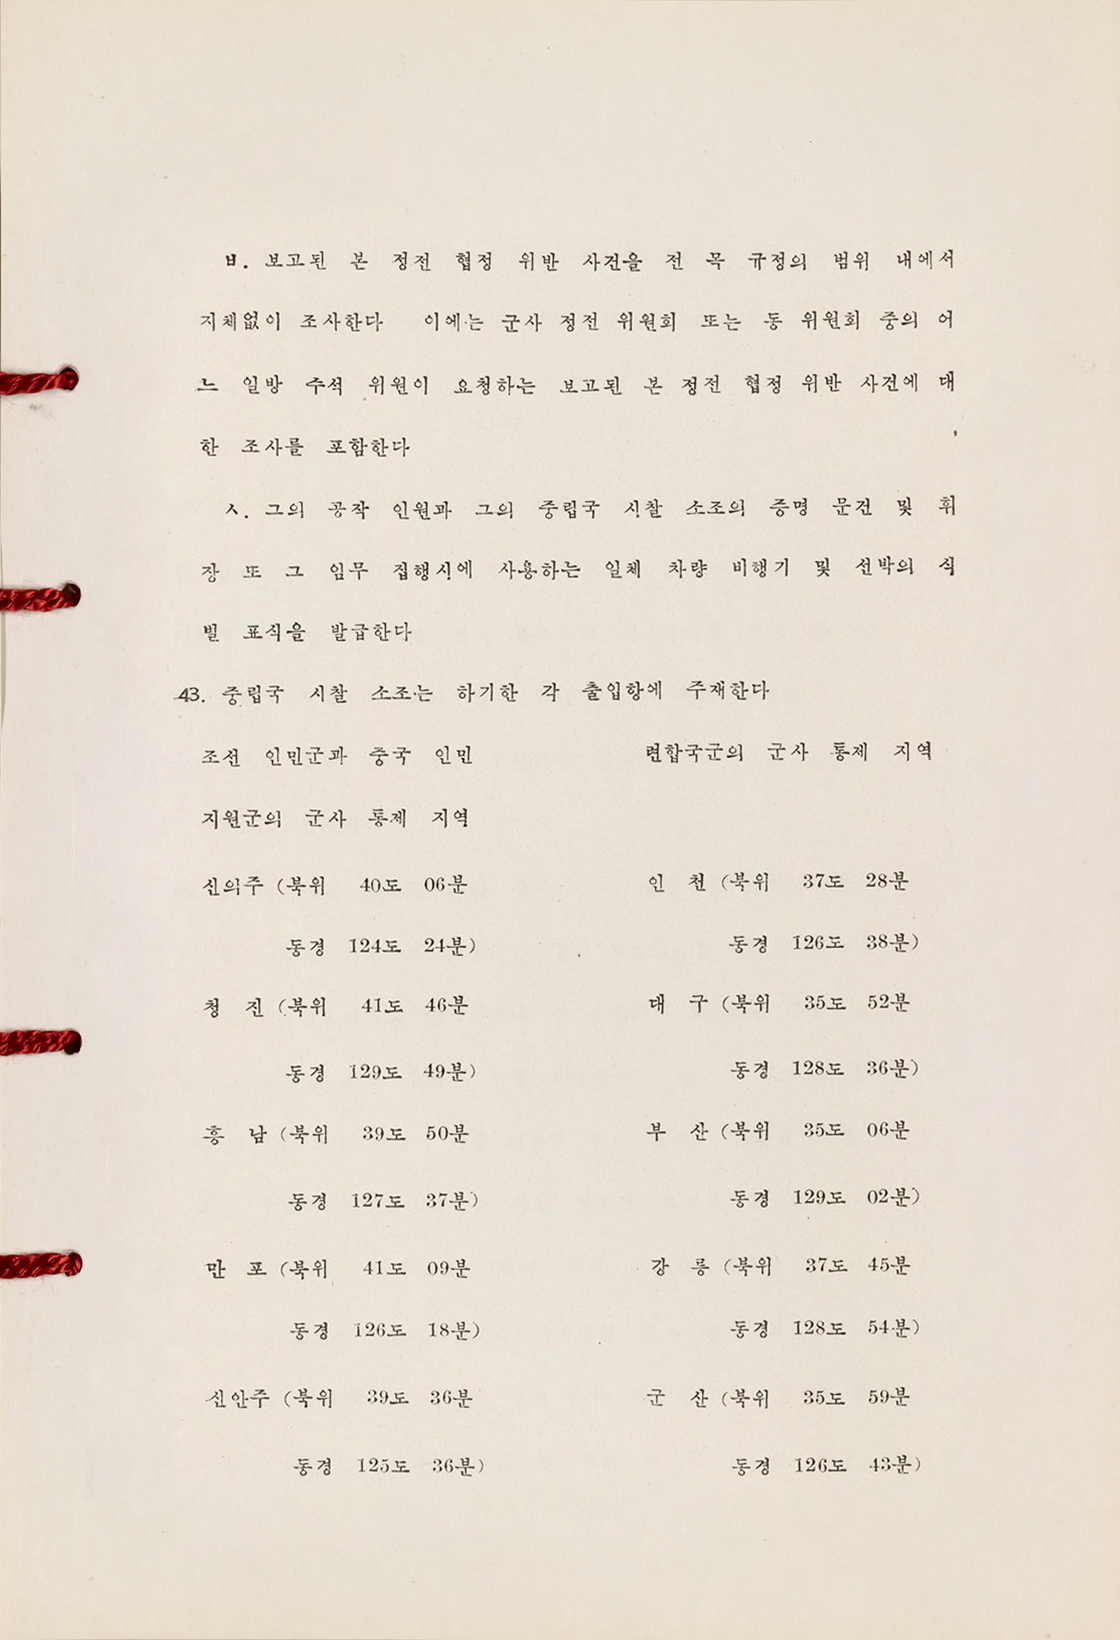 ㅂ. 보고된 본 정전 협정 위반 사건을 전 목 규정의 범위 내에서
지체없이 조사한다 이에는 군사 정전 위원회 또는 동 위원회 중의 어
느 일방 수석 위원이 요청하는 보고된 본 정전 협정 위반 사건에 대
한 조사를 포함한다
ㅅ. 그의 공작 인원과 그의 중립국 시찰 소조의 증명 문건 및 휘
장 또 그 임무 집행시에 사용하는 일체 차량 비행기 및 선박의 식
별 표식을 발급한다
43. 중립국 시찰 소조는 하기한 각 출입항에 주재한다
조선 인민군과 중국 인민 련합국군의 군사 통제 지역
지원군의 군사 통제 지역
신의주 (북위 40도 06분 인 천 (북위 37도 28분
동경 124도 24분) 동경 126도 38분)
청 진 (북위 41도 46분 대 구 (북위 35도 52분
동경 129도 49분) 동경 128도 36분)
흥 남 (북위 39도 50분 부 산 (북위 35도 06분
동경 127도 37분) 동경 129도 02분)
만 포 (북위 41도 09분 강 릉 (북위 37도 45분
동경 126도 18분) 동경 128도 54분)
신안주 (북위 39도 36분 군 산 (북위 35도 59분
동경 125도 36분) 동경 126도 43분)